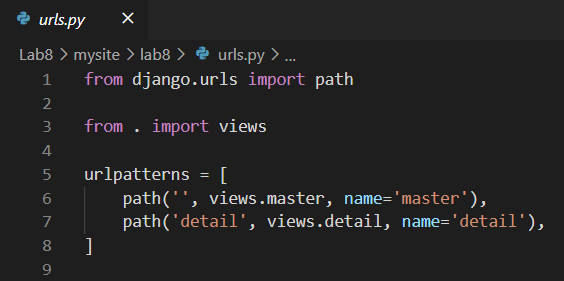 urls.py ×
Lab8 > mysite > lab8 > urls.py > ...
1 from django.urls import path
2
3 from . import views
4
5 urlpatterns = [
6     path('', views.master, name='master'),
7     path('detail', views.detail, name='detail'),
8 ]
9